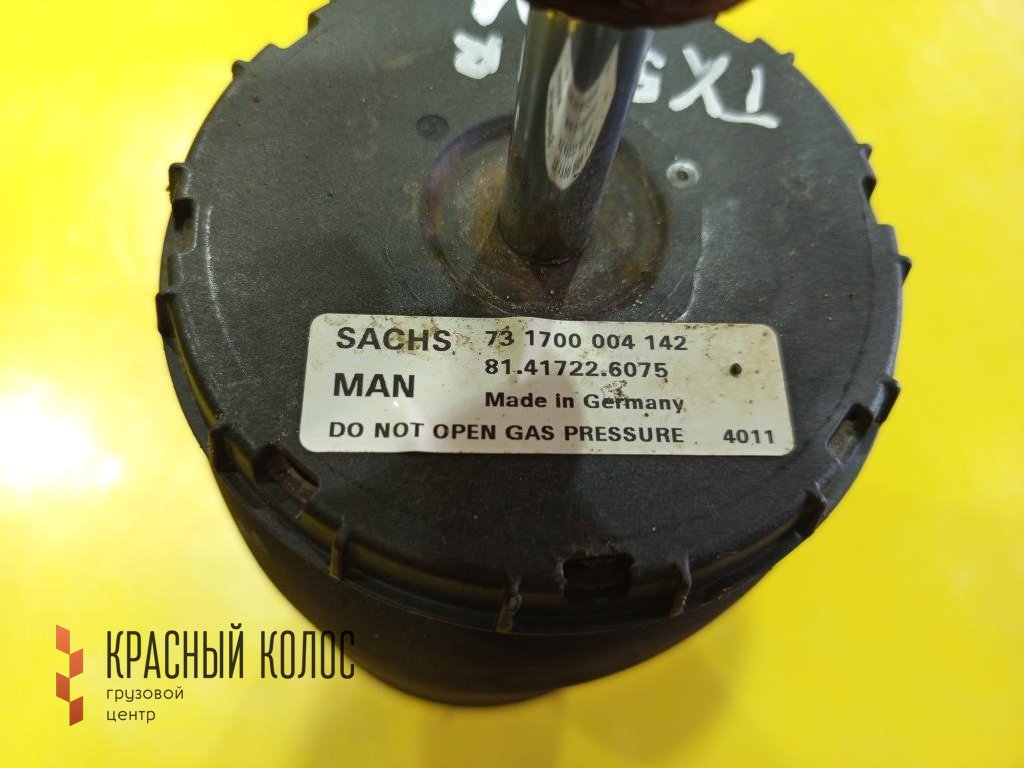 TX5
R
SACHS 73 1700 004 142
81.41722.6075
MAN
Made in Germany
DO NOT OPEN GAS PRESSURE 4011
КРАСНЫЙ КОЛОС
грузовой
центр